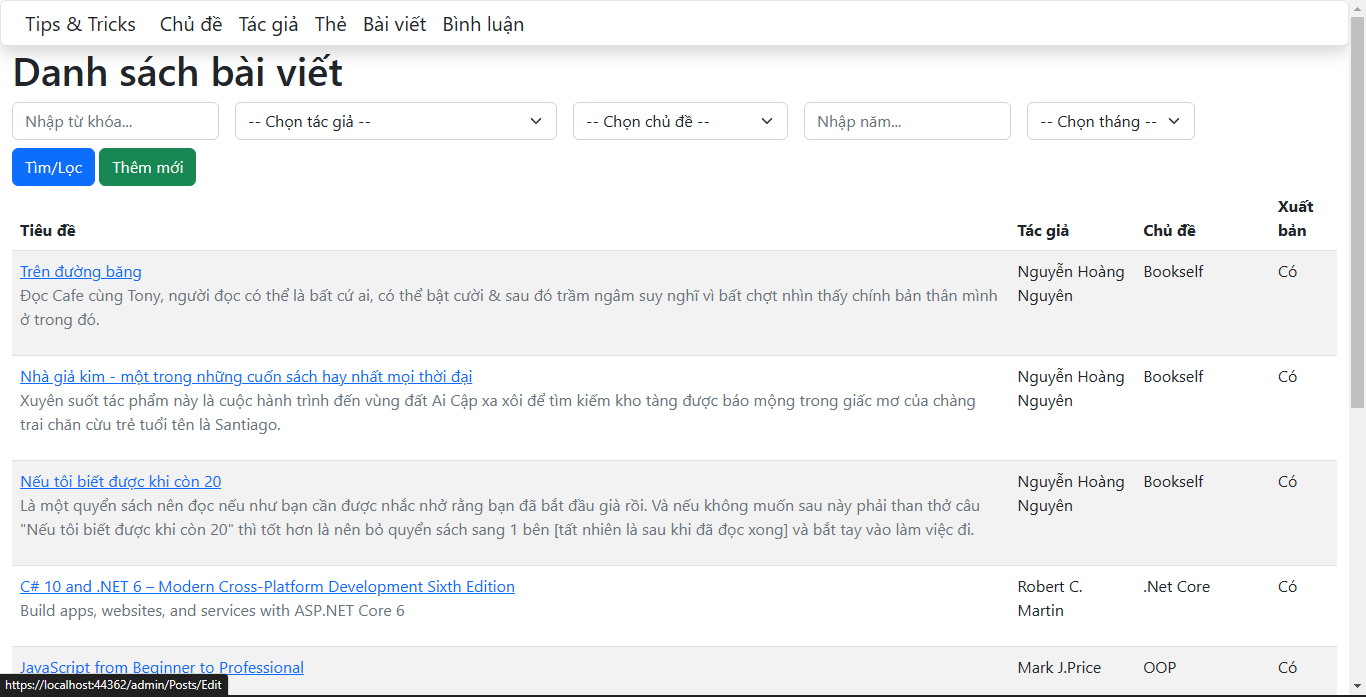 Tips & Tricks Chủ đề Tác giả Thẻ Bài viết Bình luận
Danh sách bài viết
Nhập từ khóa... -- Chọn tác giả -- -- Chọn chủ đề -- Nhập năm... -- Chọn tháng --
Tìm/Lọc Thêm mới
Tiêu đề Tác giả Chủ đề Xuất
bản
Trên đường băng Nguyễn Hoàng Bookself Có
Đọc Cafe cùng Tony, người đọc có thể là bất cứ ai, có thể bật cười & sau đó trầm ngâm suy nghĩ vì bất chợt nhìn thấy chính bản thân mình Nguyên
ở trong đó.
Nhà giả kim - một trong những cuốn sách hay nhất mọi thời đại Nguyễn Hoàng Bookself Có
Xuyên suốt tác phẩm này là cuộc hành trình đến vùng đất Ai Cập xa xôi để tìm kiếm kho tàng được báo mộng trong giấc mơ của chàng Nguyên
trai chăn cừu trẻ tuổi tên là Santiago.
Nếu tôi biết được khi còn 20 Nguyễn Hoàng Bookself Có
Là một quyển sách nên đọc nếu như bạn cần được nhắc nhở rằng bạn đã bắt đầu già rồi. Và nếu không muốn sau này phải than thở câu Nguyên
"Nếu tôi biết được khi còn 20" thì tốt hơn là nên bỏ quyển sách sang 1 bên [tất nhiên là sau khi đã đọc xong] và bắt tay vào làm việc đi.
C# 10 and .NET 6 – Modern Cross-Platform Development Sixth Edition Robert C. .Net Core Có
Build apps, websites, and services with ASP.NET Core 6 Martin
JavaScript from Beginner to Professional Mark J.Price OOP Có
https://localhost:44362/admin/Posts/Edit